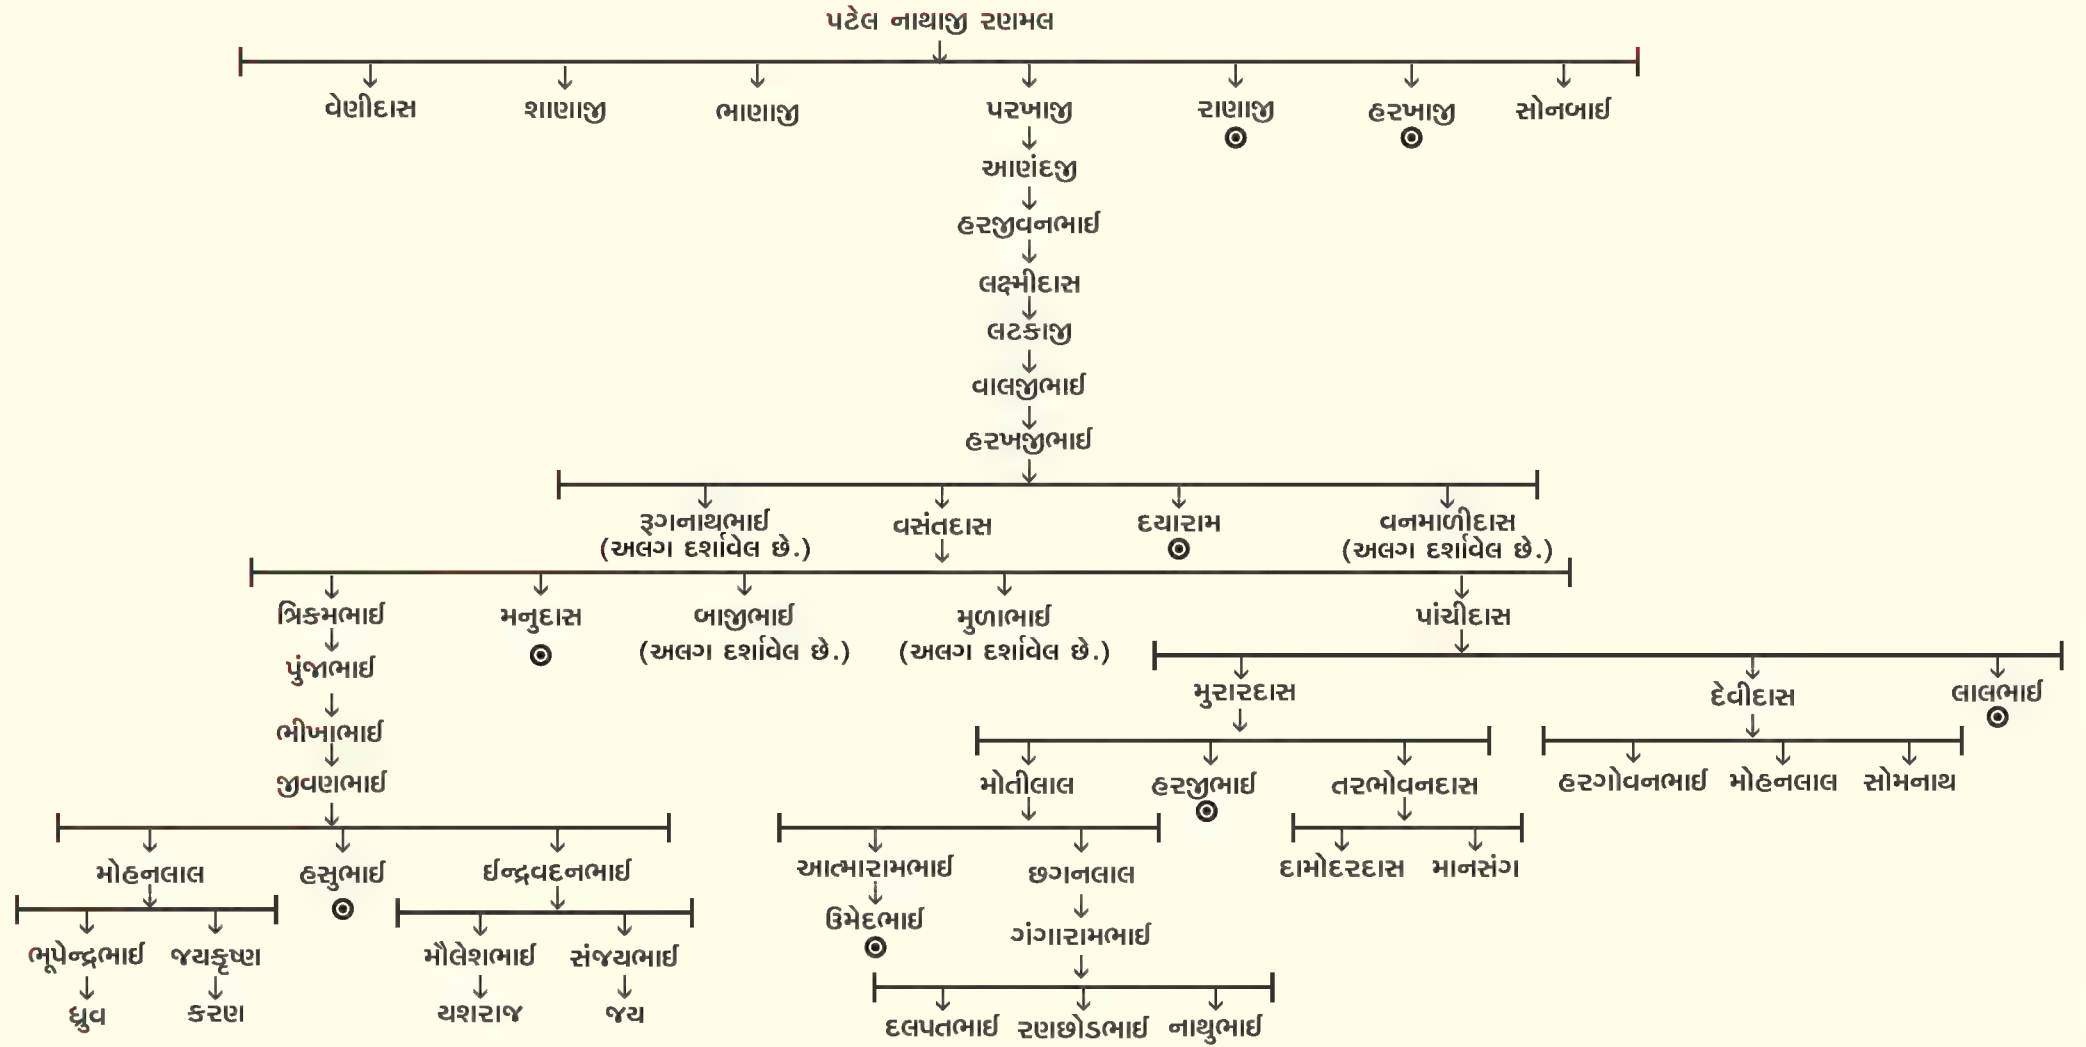 પટેલ નાથાજી રણમલ
વેણીદાસ શાણાજી ભાણાજી પરખાજી રાણાજી હરખાજી સોનબાઈ
આણંદજી
હરજીવનભાઈ
લક્ષ્મીદાસ
લટકાજી
વાલજીભાઈ
હરખજીભાઈ
રૂગનાથભાઈ વસંતદાસ દયારામ વનમાળીદાસ
(અલગ દર્શાવેલ છે.) (અલગ દર્શાવેલ છે.)
ત્રિકમભાઈ મનુદાસ બાજીભાઈ મુળાભાઈ પાંચીદાસ
(અલગ દર્શાવેલ છે.) (અલગ દર્શાવેલ છે.)
પુંજાભાઈ મુરારદાસ દેવીદાસ લાલભાઈ
ભીખાભાઈ
જીવણભાઈ મોતીલાલ હરજીભાઈ તરભોવનદાસ હરગોવનભાઈ મોહનલાલ સોમનાથ
મોહનલાલ હસુભાઈ ઈન્દ્રવદનભાઈ આત્મારામભાઈ છગનલાલ દામોદરદાસ માનસંગ
ઉમેદભાઈ
ગંગારામભાઈ
ભૂપેન્દ્રભાઈ જયકૃષ્ણ મૌલેશભાઈ સંજયભાઈ
ધ્રુવ કરણ યશરાજ જય
દલપતભાઈ રણછોડભાઈ નાથુભાઈ